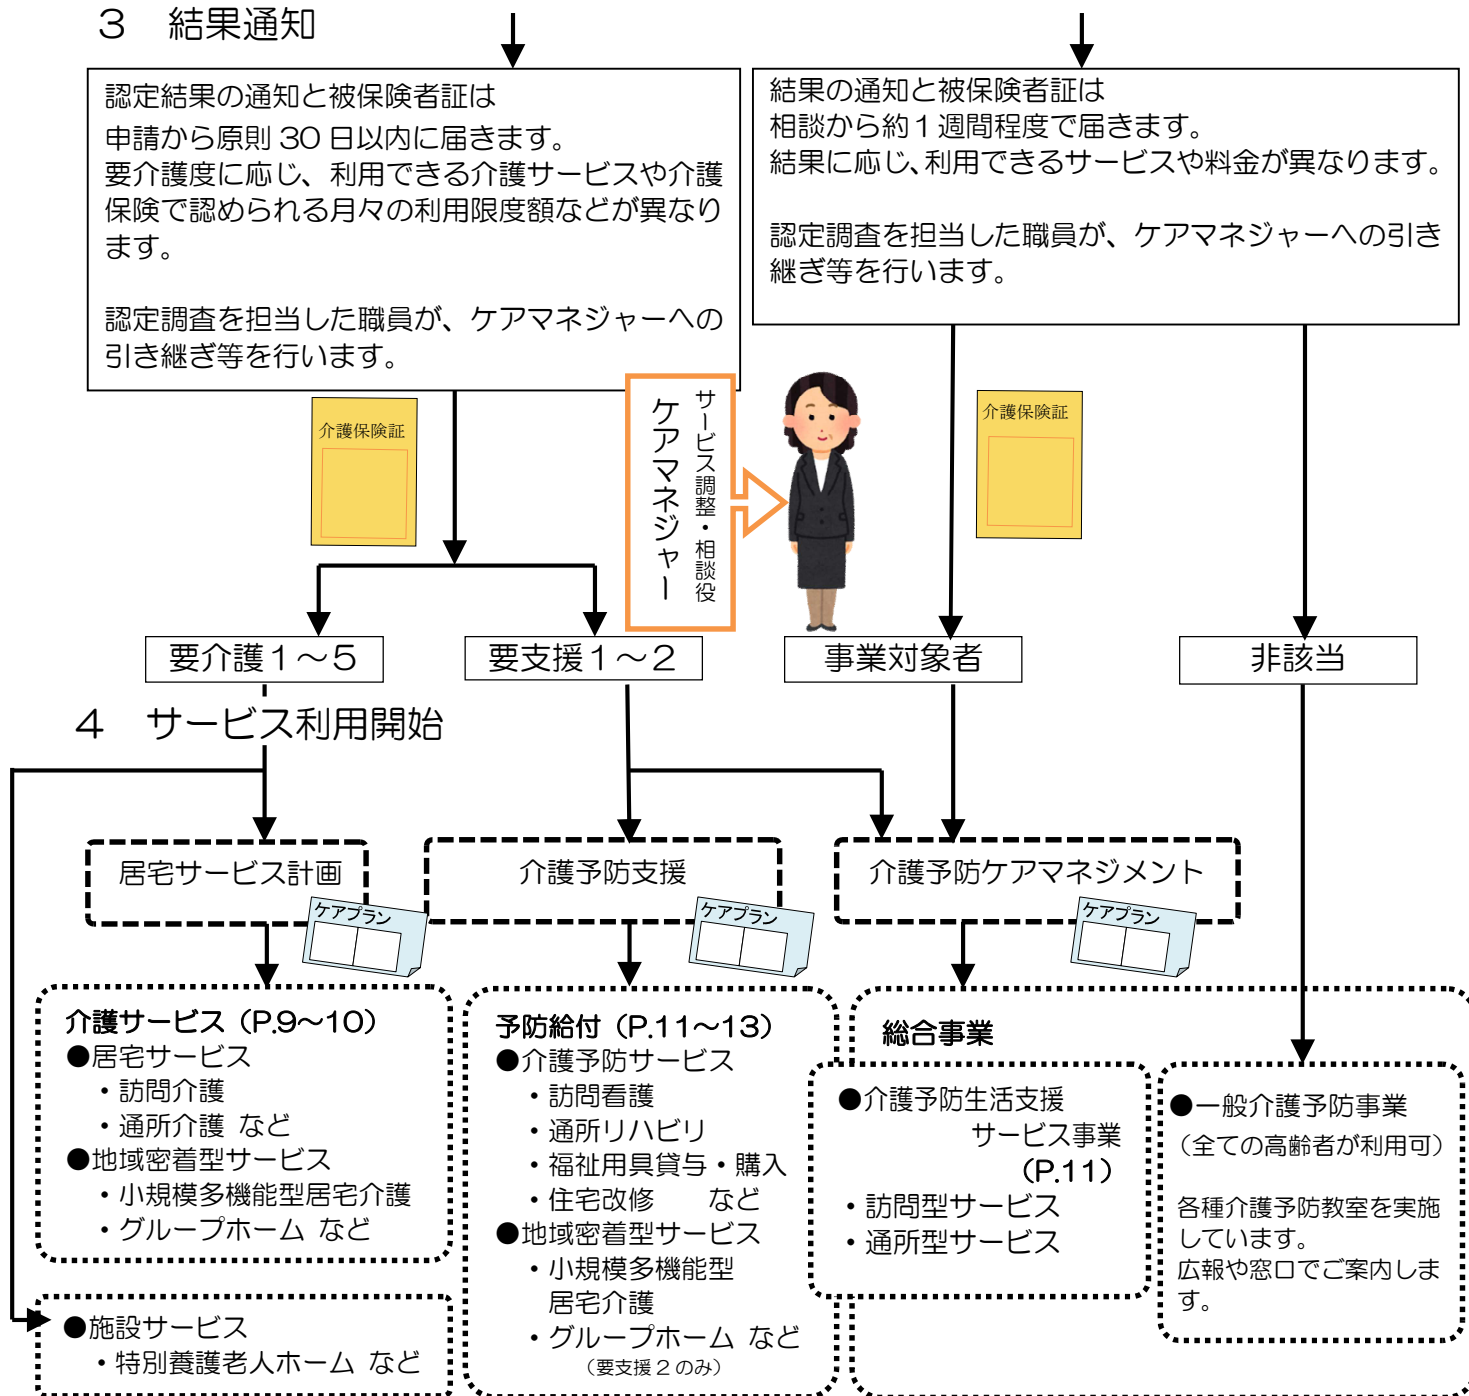 ３　結果通知
認定結果の通知と被保険者証は
申請から原則 30 日以内に届きます。
要介護度に応じ、利用できる介護サービスや介護
保険で認められる月々の利用限度額などが異なり
ます。
認定調査を担当した職員が、ケアマネジャーへの
引き継ぎ等を行います。
結果の通知と被保険者証は
相談から約１週間程度で届きます。
結果に応じ、利用できるサービスや料金が異なります。
認定調査を担当した職員が、ケアマネジャーへの引き
継ぎ等を行います。
介護保険証
サービス調整・相談役
ケアマネジャー
介護保険証
要介護１～５
要支援１～２
事業対象者
非該当
４　サービス利用開始
居宅サービス計画
ケアプラン
介護予防支援
ケアプラン
介護予防ケアマネジメント
ケアプラン
介護サービス（P.9～10）
●居宅サービス
・訪問介護
・通所介護 など
●地域密着型サービス
・小規模多機能型居宅介護
・グループホーム など
●施設サービス
・特別養護老人ホーム など
予防給付（P.11～13）
●介護予防サービス
・訪問看護
・通所リハビリ
・福祉用具貸与・購入
・住宅改修　　など
●地域密着型サービス
・小規模多機能型
居宅介護
・グループホーム など
（要支援２のみ）
総合事業
●介護予防生活支援
サービス事業
（P.11）
・訪問型サービス
・通所型サービス
●一般介護予防事業
（全ての高齢者が利用可）
各種介護予防教室を実施
しています。
広報や窓口でご案内しま
す。